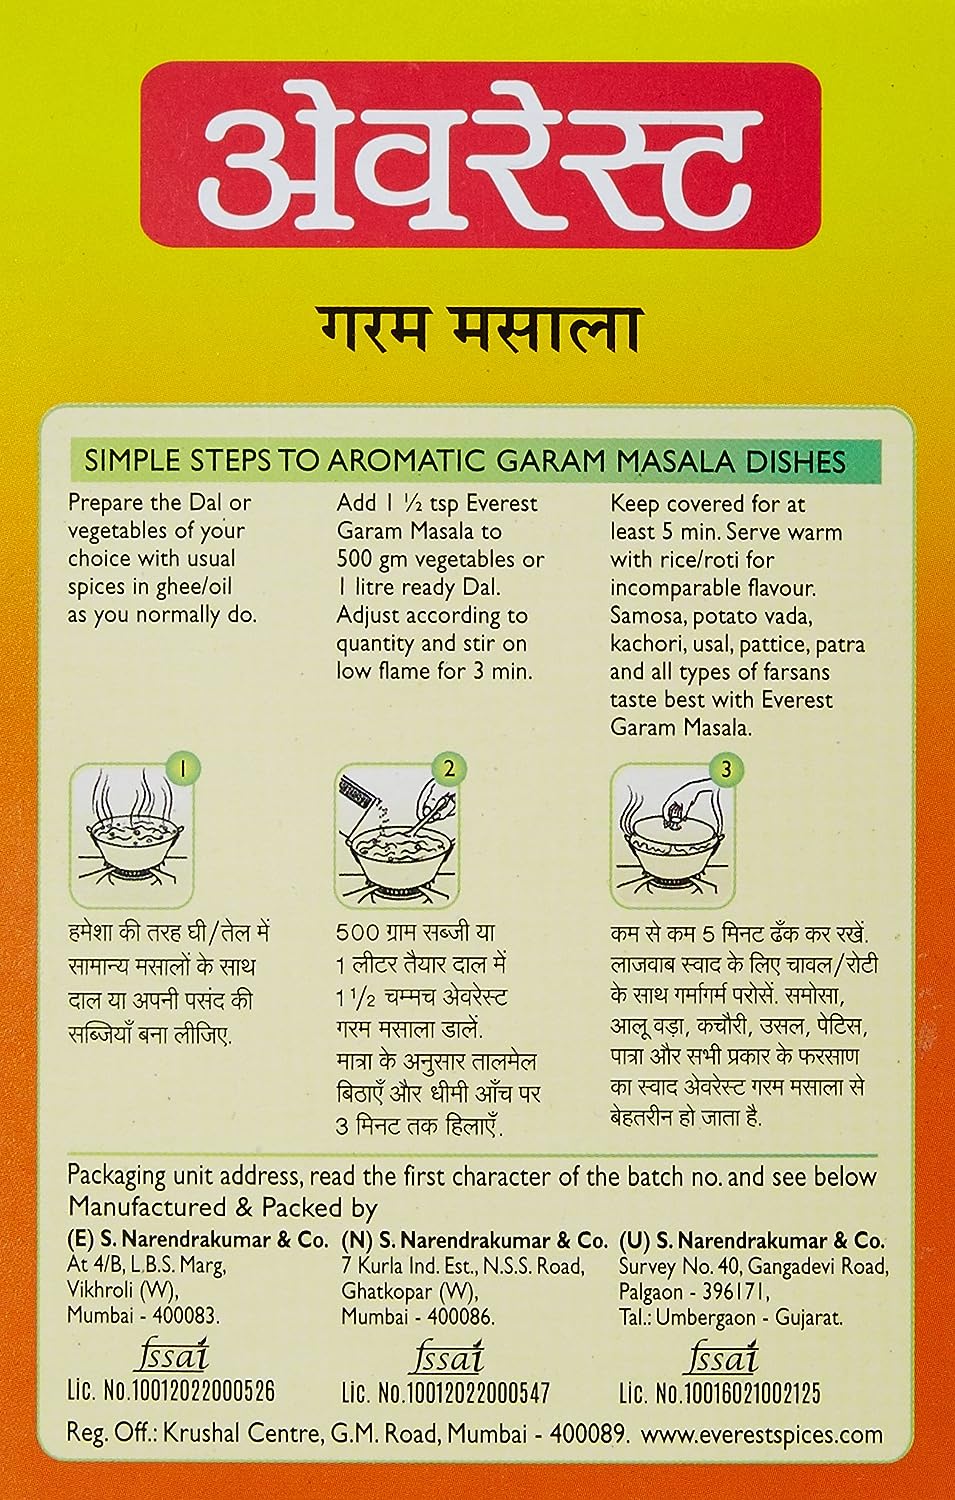 अेवरेस्ट
गरम मसाला
SIMPLE STEPS TO AROMATIC GARAM MASALA DISHES
Prepare the Dal or
vegetables of your
choice with usual
spices in ghee/oil
as you normally do.
Add 1 ½ tsp Everest
Garam Masala to
500 gm vegetables or
1 litre ready Dal.
Adjust according to
quantity and stir on
low flame for 3 min.
Keep covered for at
least 5 min. Serve warm
with rice/roti for
incomparable flavour.
Samosa, potato vada,
kachori, usal, pattice, patra
and all types of farsans
taste best with Everest
Garam Masala.
1
2
3
हमेशा की तरह घी/तेल में
सामान्य मसालों के साथ
दाल या अपनी पसंद की
सब्जियाँ बना लीजिए.
500 ग्राम सब्जी या
1 लीटर तैयार दाल में
1 1/2 चम्मच अेवरेस्ट
गरम मसाला डालें.
मात्रा के अनुसार तालमेल
बिठाएँ और धीमी आँच पर
3 मिनट तक हिलाएँ.
कम से कम 5 मिनट ढँक कर रखें.
लाजवाब स्वाद के लिए चावल/रोटी
के साथ गर्मागर्म परोसें. समोसा,
आलू वड़ा, कचौरी, उसल, पेटिस,
पात्रा और सभी प्रकार के फरसाण
का स्वाद अेवरेस्ट गरम मसाला से
बेहतरीन हो जाता है.
Packaging unit address, read the first character of the batch no. and see below
Manufactured & Packed by
(E) S. Narendrakumar & Co.
At 4/B, L.B.S. Marg,
Vikhroli (W),
Mumbai - 400083.
fssai
Lic. No.10012022000526
(N) S. Narendrakumar & Co.
7 Kurla Ind. Est., N.S.S. Road,
Ghatkopar (W),
Mumbai - 400086.
fssai
Lic. No.10012022000547
(U) S. Narendrakumar & Co.
Survey No. 40, Gangadevi Road,
Palgaon - 396171,
Tal.: Umbergaon - Gujarat.
fssai
Lic. No.10016021002125
Reg. Off.: Krushal Centre, G.M. Road, Mumbai - 400089. www.everestspices.com